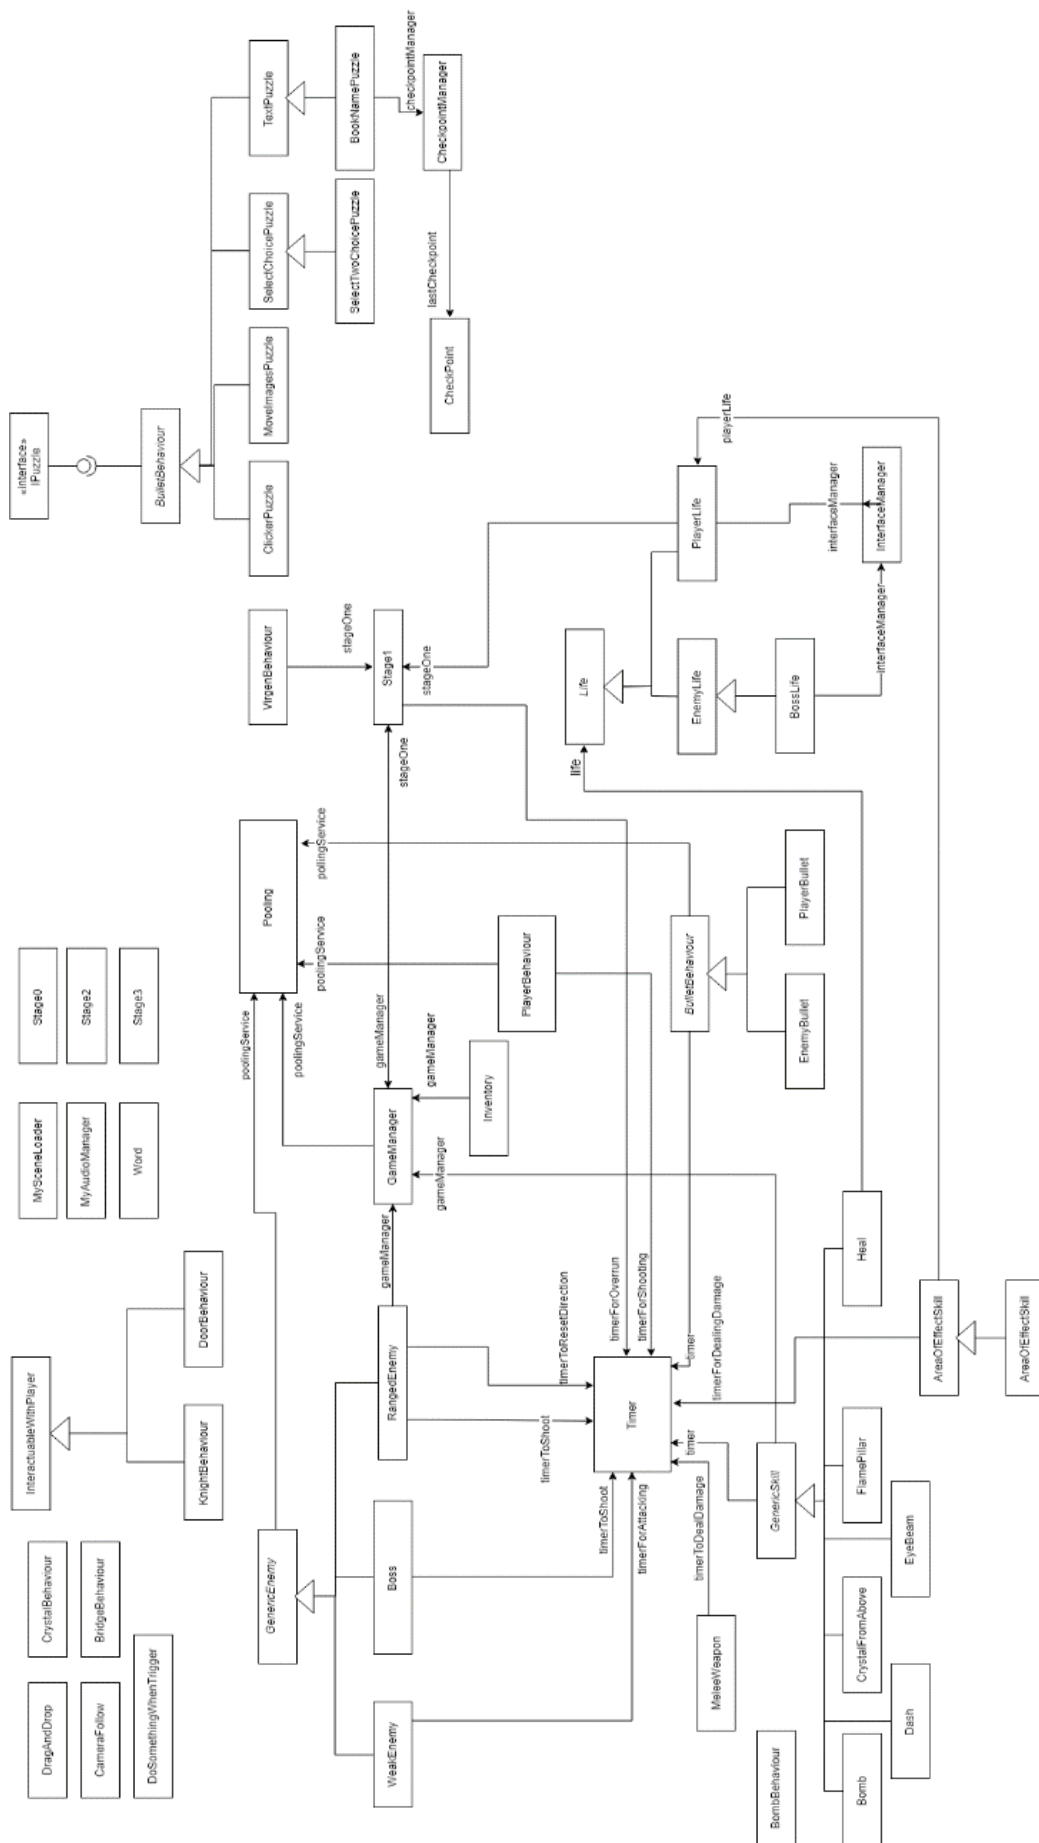 DragAndDrop
CrystalBehaviour
CameraFollow
BridgeBehaviour
DoSomethingWhenTrigger
InteractuableWithPlayer
KnightBehaviour
DoorBehaviour
MySceneLoader
Stage0
MyAudioManager
Stage2
Word
Stage3
«Interface»
IPuzzle
BulletBehaviour
ClickerPuzzle
MoveImagesPuzzle
SelectChoicePuzzle
TextPuzzle
SelectTwoChoicePuzzle
BookNamePuzzle
checkpointManager
CheckpointManager
lastCheckpoint
CheckPoint
GenericEnemy
poolingService
poolingService
Pooling
poolingService
pollingService
VirgenBehaviour
stageOne
WeakEnemy
Boss
RangedEnemy
gameManager
GameManager
gameManager
stageOne
Stage1
stageOne
gameManager
gameManager
Inventory
PlayerBehaviour
timerToShoot
timerToResetDirection
timerToShoot
timerForAttacking
timerForOverrun
timerForShooting
Timer
timer
timerForDealingDamage
timer
timerToDealDamage
MeleeWeapon
BulletBehaviour
EnemyBullet
PlayerBullet
life
Life
EnemyLife
PlayerLife
playerLife
BossLife
interfaceManager
interfaceManager
InterfaceManager
GenericSkill
BombBehaviour
Bomb
Dash
CrystalFromAbove
EyeBeam
FlamePillar
Heal
AreaOfEffectSkill
AreaOfEffectSkill